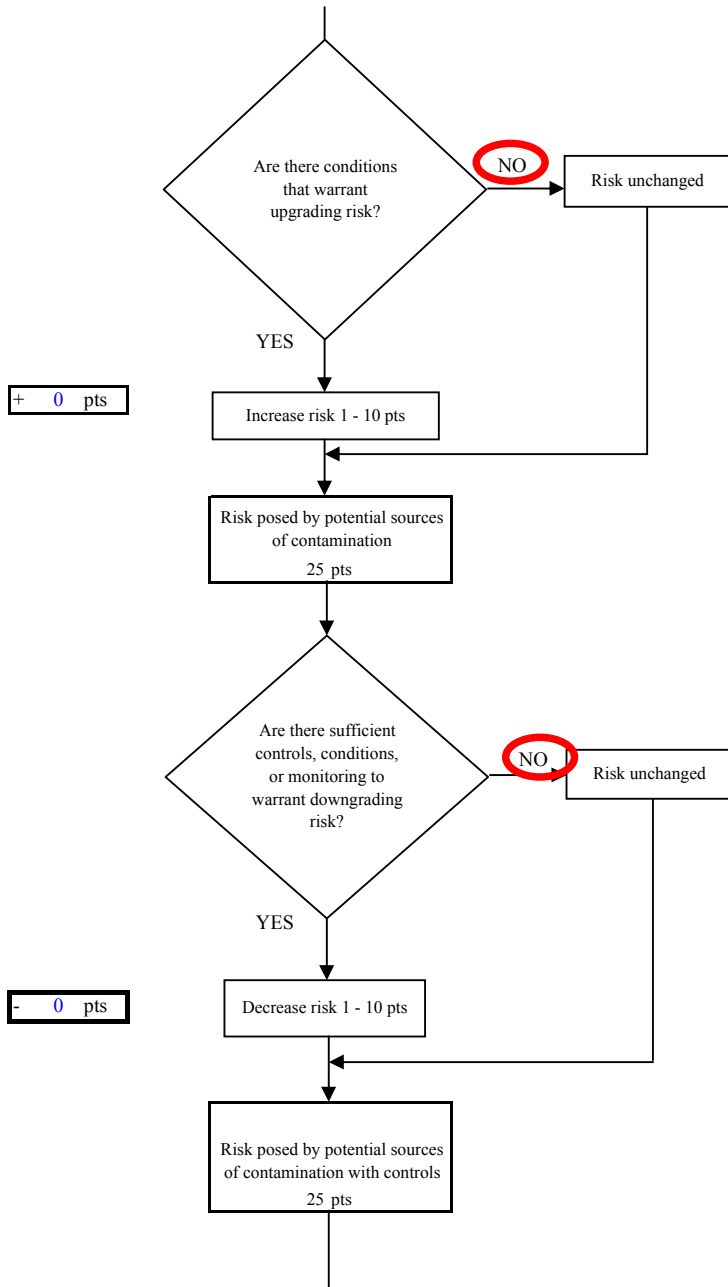 Are there conditions
that warrant
upgrading risk?
NO
Risk unchanged
YES
+ 0 pts
Increase risk 1 - 10 pts
Risk posed by potential sources
of contamination
25 pts
Are there sufficient
controls, conditions,
or monitoring to
warrant downgrading
risk?
NO
Risk unchanged
YES
- 0 pts
Decrease risk 1 - 10 pts
Risk posed by potential sources
of contamination with controls
25 pts